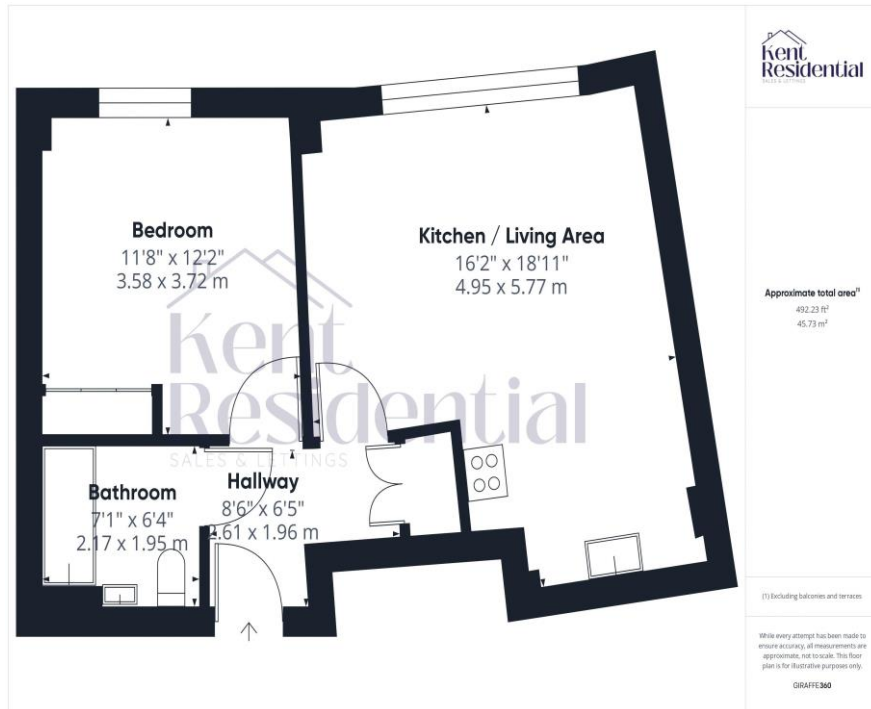 Kent
Residential
SALES & LETTINGS
Bedroom
11'8" x 12'2"
3.58 x 3.72 m
Kitchen / Living Area
16'2" x 18'11"
4.95 x 5.77 m
Approximate total area⁽¹⁾
492.23 ft²
45.73 m²
Kent
Residential
SALES & LETTINGS
Bathroom
7'1" x 6'4"
2.17 x 1.95 m
Hallway
8'6" x 6'5"
2.61 x 1.96 m
(1) Excluding balconies and terraces
While every attempt has been made to
ensure accuracy, all measurements are
approximate, not to scale. This floor
plan is for illustrative purposes only.
GIRAFFE360